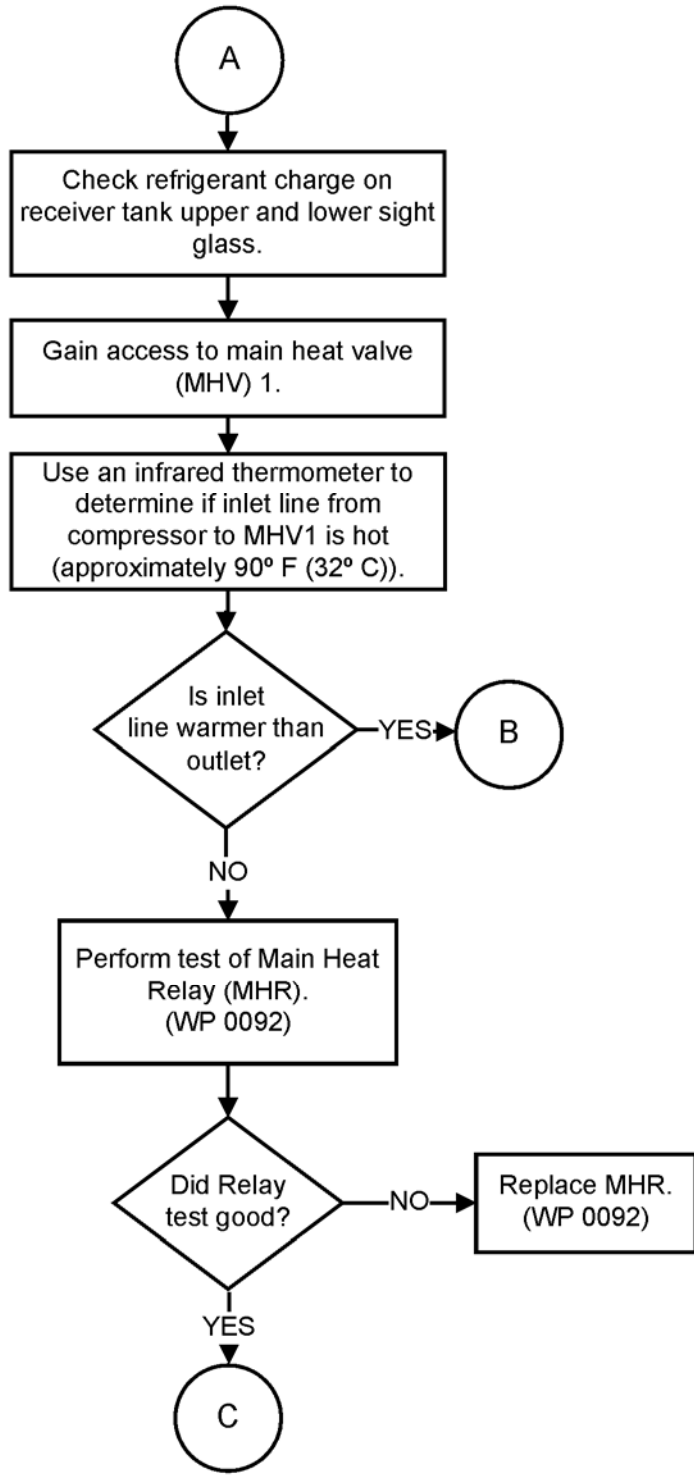 A
Check refrigerant charge on
receiver tank upper and lower sight
glass.
Gain access to main heat valve
(MHV) 1.
Use an infrared thermometer to
determine if inlet line from
compressor to MHV1 is hot
(approximately 90º F (32º C)).
Is inlet
line warmer than
outlet?
YES
B
NO
Perform test of Main Heat
Relay (MHR).
(WP 0092)
Did Relay
test good?
NO
Replace MHR.
(WP 0092)
YES
C